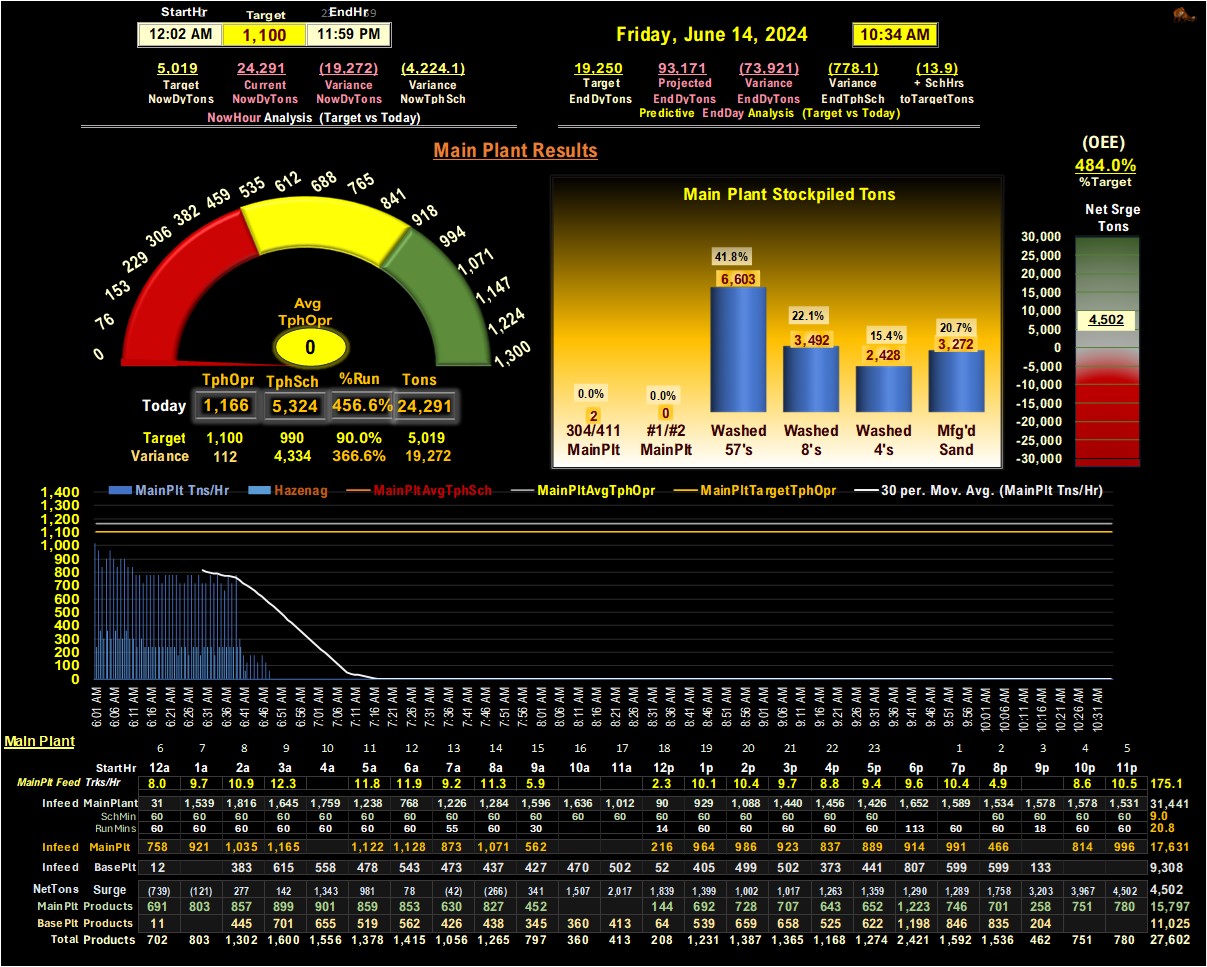 StartHr Target EndHr
12:02 AM 1,100 11:59 PM
Friday, June 14, 2024 10:34 AM
5,019 24,291 (19,272) (4,224.1)
Target Current Variance Variance
NowDyTons NowDyTons NowDyTons NowTphSch
NowHour Analysis (Target vs Today)
19,250 93,171 (73,921) (778.1) (13.9)
Target Projected Variance Variance + SchHrs
EndDyTons EndDyTons EndDyTons EndTphSch toTargetTons
Predictive EndDay Analysis (Target vs Today)
Main Plant Results
(OEE)
484.0%
%Target
0 76 153 229 306 382 459 535 612 688 765 841 918 994 1,071 1,147 1,224 1,300
Avg
TphOpr
0
TphOpr TphSch %Run Tons
Today 1,166 5,324 456.6% 24,291
Target 1,100 990 90.0% 5,019
Variance 112 4,334 366.6% 19,272
Main Plant Stockpiled Tons
0.0% 0.0% 41.8% 22.1% 15.4% 20.7%
2 0 6,603 3,492 2,428 3,272
304/411 #1/#2 Washed Washed Washed Mfg'd
MainPlt MainPlt 57's 8's 4's Sand
Net Srge
Tons
30,000
25,000
20,000
15,000
10,000
5,000
0
-5,000
-10,000
-15,000
-20,000
-25,000
-30,000
4,502
MainPlt Tns/Hr Hazenag MainPltAvgTphSch MainPltAvgTphOpr MainPltTargetTphOpr 30 per. Mov. Avg. (MainPlt Tns/Hr)
1,400
1,300
1,200
1,100
1,000
900
800
700
600
500
400
300
200
100
0
6:01 AM 6:06 AM 6:11 AM 6:16 AM 6:21 AM 6:26 AM 6:31 AM 6:36 AM 6:41 AM 6:46 AM 6:51 AM 6:56 AM 7:01 AM 7:06 AM 7:11 AM 7:16 AM 7:21 AM 7:26 AM 7:31 AM 7:36 AM 7:41 AM 7:46 AM 7:51 AM 7:56 AM 8:01 AM 8:06 AM 8:11 AM 8:16 AM 8:21 AM 8:26 AM 8:31 AM 8:36 AM 8:41 AM 8:46 AM 8:51 AM 8:56 AM 9:01 AM 9:06 AM 9:11 AM 9:16 AM 9:21 AM 9:26 AM 9:31 AM 9:36 AM 9:41 AM 9:46 AM 9:51 AM 9:56 AM 10:01 AM 10:06 AM 10:11 AM 10:16 AM 10:21 AM 10:26 AM 10:31 AM
Main Plant
6 7 8 9 10 11 12 13 14 15 16 17 18 19 20 21 22 23 1 2 3 4 5
StartHr 12a 1a 2a 3a 4a 5a 6a 7a 8a 9a 10a 11a 12a 1p 2p 3p 4p 5p 6p 7p 8p 9p 10p 11p
MainPlt Feed Trks/Hr 8.0 9.7 10.9 12.3 11.8 11.9 9.2 11.3 5.9 2.3 10.1 10.4 9.7 8.8 9.4 9.6 10.4 4.9 8.6 10.5 175.1
Infeed MainPlant 31 1,539 1,816 1,645 1,759 1,238 768 1,226 1,284 1,596 1,636 1,012 90 929 1,088 1,440 1,456 1,426 1,652 1,589 1,534 1,578 1,578 1,531 31,441
SchMin 60 60 60 60 60 60 60 60 60 60 60 60 60 60 60 60 60 60 60 60 60 60 9.0
RunMins 60 60 60 60 60 60 55 60 30 14 60 60 60 60 60 113 60 60 18 60 60 20.8
Infeed MainPlt 758 921 1,035 1,165 1,122 1,128 873 1,071 562 216 964 986 923 837 889 914 991 466 814 996 17,631
Infeed BasePlt 12 383 615 558 478 543 473 437 427 470 502 52 405 499 502 373 441 807 599 599 133 9,308
NetTons Surge (739) (121) 277 142 1,343 981 78 (42) (266) 341 1,507 2,017 1,839 1,399 1,002 1,017 1,263 1,359 1,290 1,289 1,758 3,203 3,967 4,502 4,502
MainPlt Products 691 803 857 899 901 859 853 630 827 452 144 692 728 707 643 652 1,223 746 701 258 751 780 15,797
BasePlt Products 11 445 701 655 519 562 426 438 345 360 413 64 539 659 658 525 622 1,198 846 835 204 11,025
Total Products 702 803 1,302 1,600 1,556 1,378 1,415 1,056 1,265 797 360 413 208 1,231 1,387 1,365 1,168 1,274 2,421 1,592 1,536 462 751 780 27,602